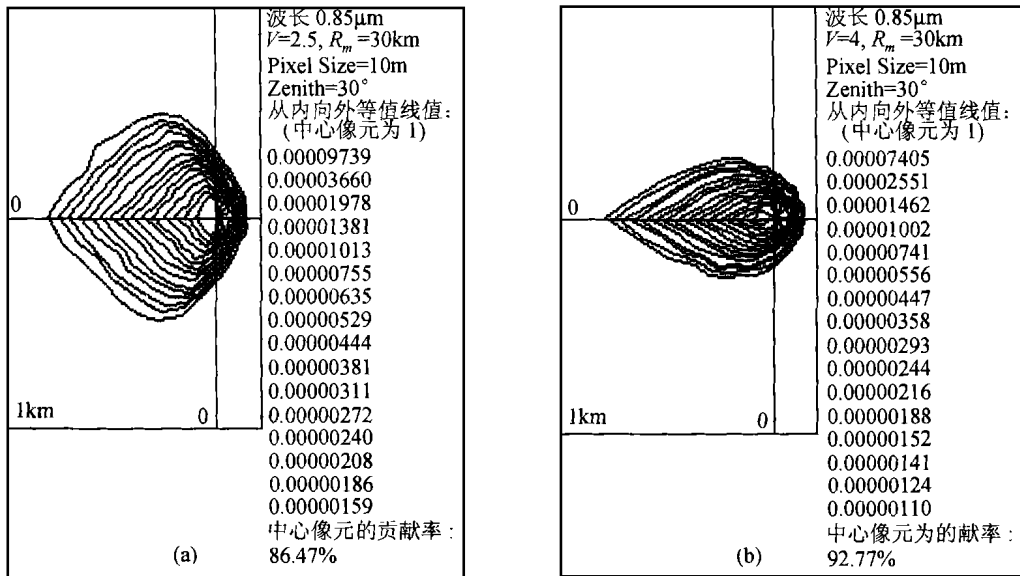 波长 0.85μm
V=2.5, Rm=30km
Pixel Size=10m
Zenith=30°
从内向外等值线值:
(中心像元为 1)
0.00009739
0.00003660
0.00001978
0.00001381
0.00001013
0.00000755
0.00000635
0.00000529
0.00000444
0.00000381
0.00000311
0.00000272
0.00000240
0.00000208
0.00000186
0.00000159
中心像元的贡献率:
86.47%
0
1km
0
(a)
波长 0.85μm
V=4, Rm=30km
Pixel Size=10m
Zenith=30°
从内向外等值线值:
(中心像元为 1)
0.00007405
0.00002551
0.00001462
0.00001002
0.00000741
0.00000556
0.00000447
0.00000358
0.00000293
0.00000244
0.00000216
0.00000188
0.00000152
0.00000141
0.00000124
0.00000110
中心像元为的献率:
92.77%
0
1km
0
(b)